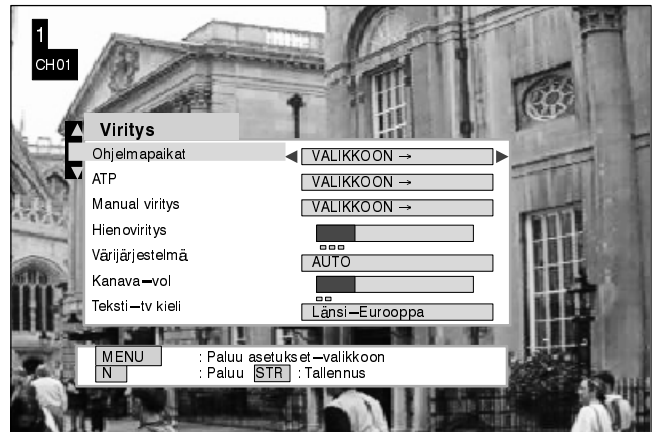 1
CH01
Viritys
Ohjelmapaikat VALIKKOON →
ATP VALIKKOON →
Manual viritys VALIKKOON →
Hienoviritys
Värijärjestelmä AUTO
Kanava–vol
Teksti–tv kieli Länsi–Eurooppa
MENU : Paluu asetukset–valikkoon
N : Paluu STR : Tallennus